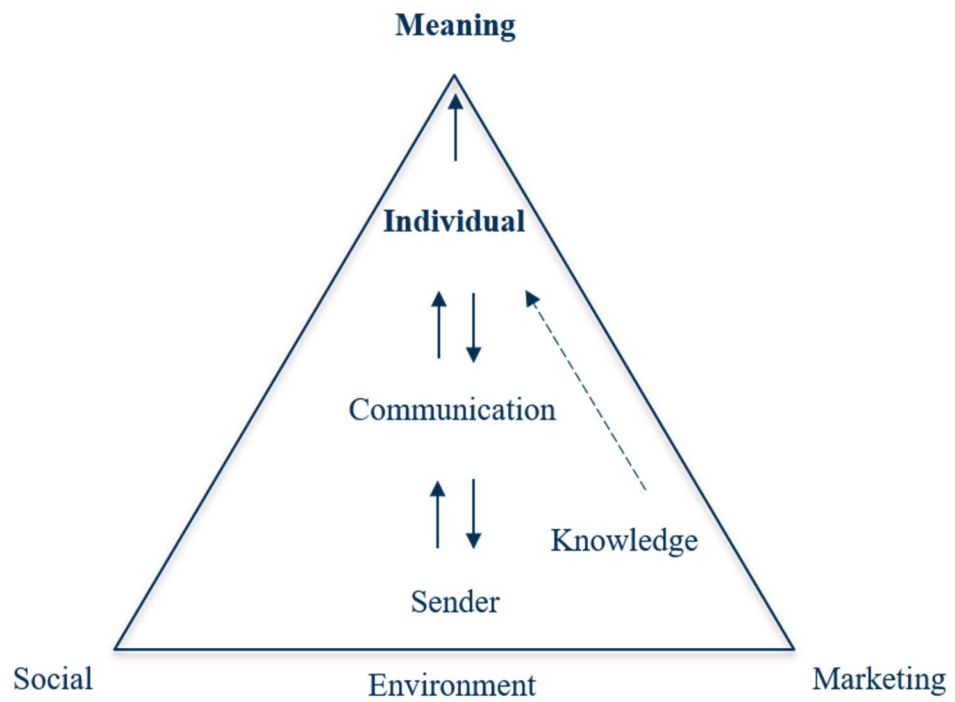 Meaning
Individual
Communication
Knowledge
Sender
Social
Environment
Marketing